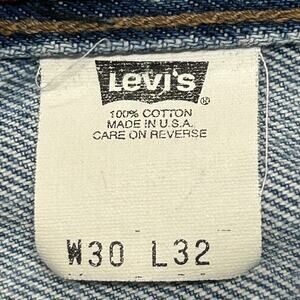 Levi's
®
100% COTTON
MADE IN U.S.A.
CARE ON REVERSE
W30 L32